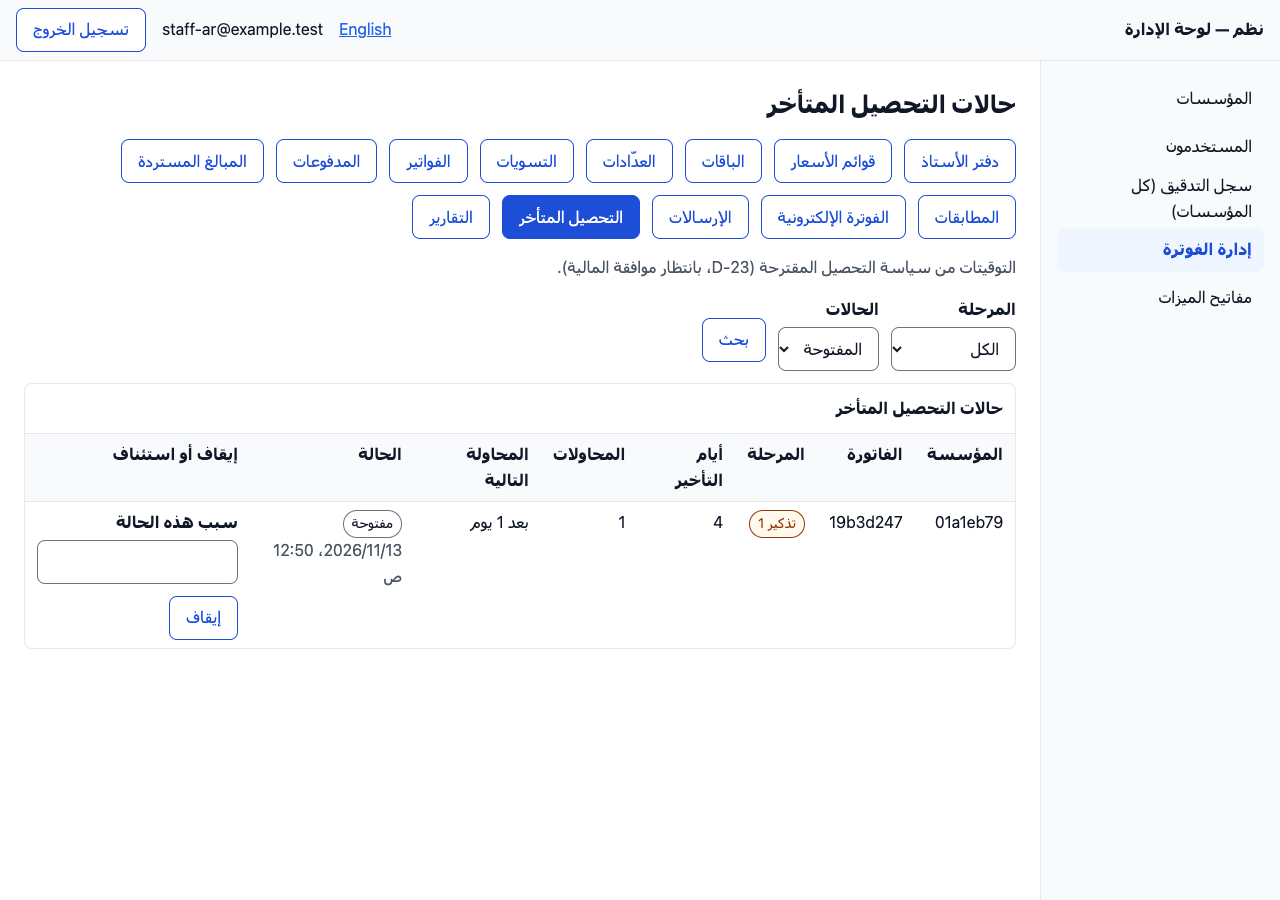 نظم — لوحة الإدارة
English
staff-ar@example.test
تسجيل الخروج
المؤسسات
المستخدمون
سجل التدقيق (كل
المؤسسات)
إدارة الفوترة
مفاتيح الميزات
حالات التحصيل المتأخر
دفتر الأستاذ
قوائم الأسعار
الباقات
العدّادات
التسويات
الفواتير
المدفوعات
المبالغ المستردة
المطابقات
الفوترة الإلكترونية
الإرسالات
التحصيل المتأخر
التقارير
التوقيتات من سياسة التحصيل المقترحة (D-23، بانتظار موافقة المالية).
المرحلة
الحالات
الكل
المفتوحة
بحث
حالات التحصيل المتأخر
المؤسسة
الفاتورة
المرحلة
أيام
التأخير
المحاولات
المحاولة
التالية
الحالة
إيقاف أو استئناف
01a1eb79
19b3d247
تذكير 1
4
1
بعد 1 يوم
مفتوحة
2026/11/13، 12:50
ص
سبب هذه الحالة
إيقاف